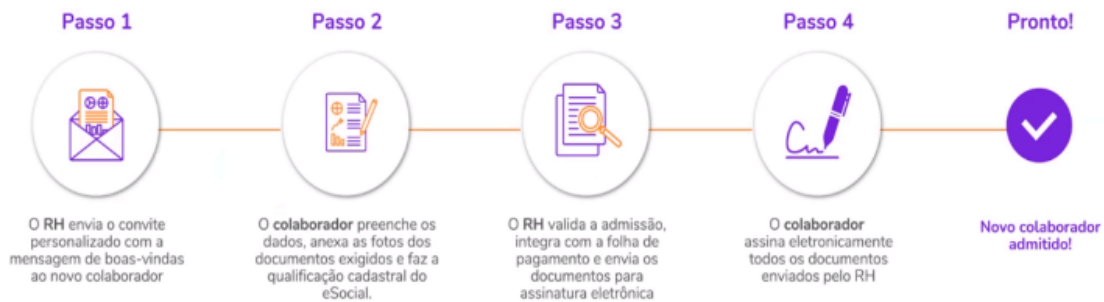 Passo 1
O RH envia o convite
personalizado com a
mensagem de boas-vindas
ao novo colaborador
Passo 2
O colaborador preenche os
dados, anexa as fotos dos
documentos exigidos e faz a
qualificação cadastral do
eSocial.
Passo 3
O RH valida a admissão,
integra com a folha de
pagamento e envia os
documentos para
assinatura eletrônica
Passo 4
O colaborador
assina eletronicamente
todos os documentos
enviados pelo RH
Pronto!
Novo colaborador
admitido!